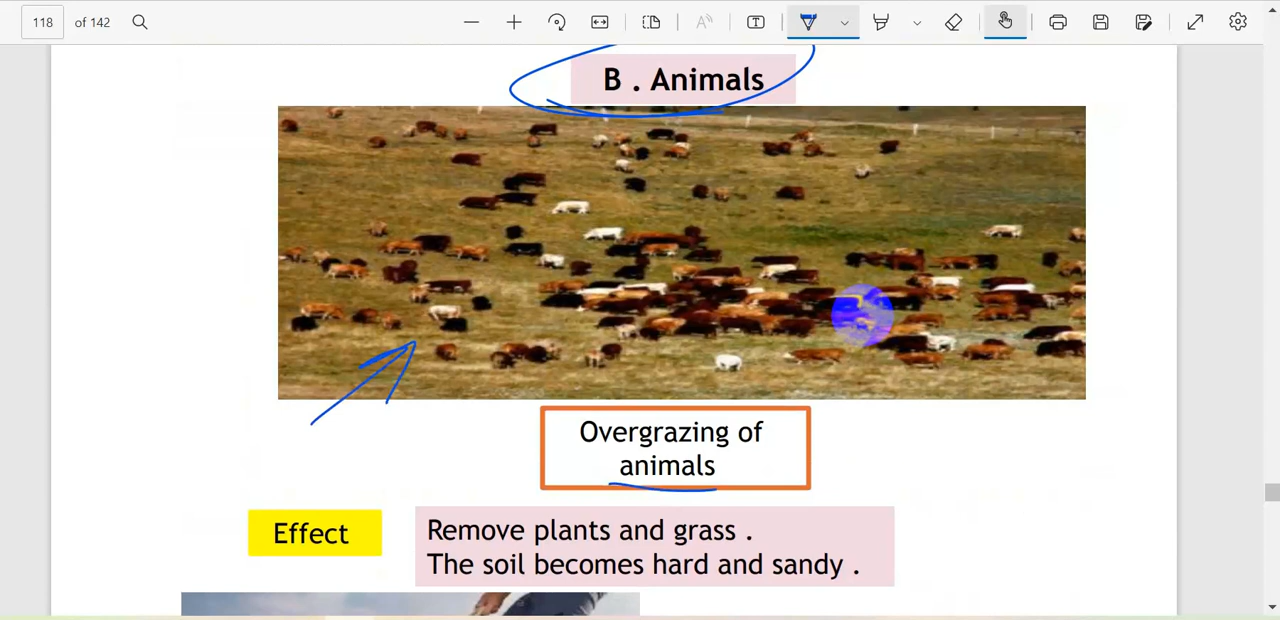 118 of 142
B . Animals
Overgrazing of
animals
Effect
Remove plants and grass .
The soil becomes hard and sandy .